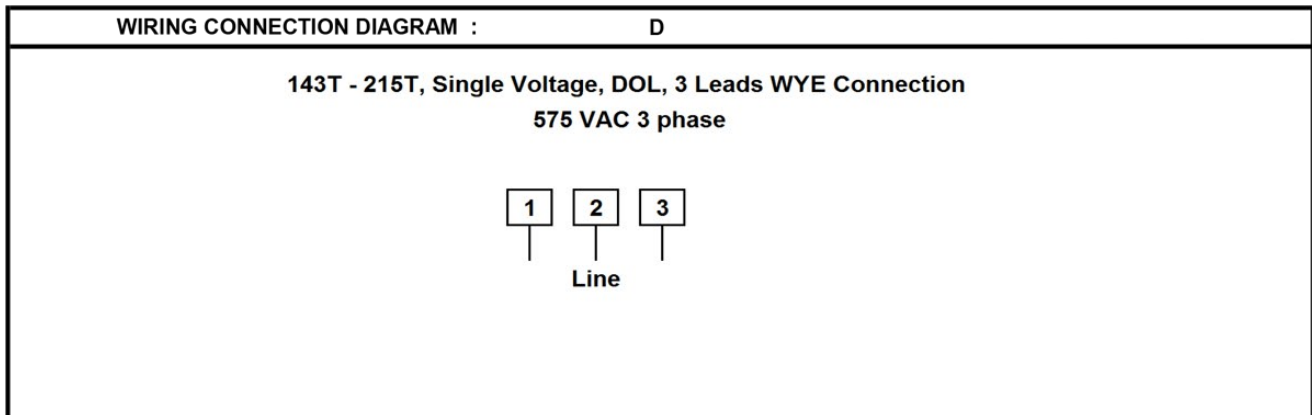 WIRING CONNECTION DIAGRAM : D
143T - 215T, Single Voltage, DOL, 3 Leads WYE Connection
575 VAC 3 phase
1 2 3
Line